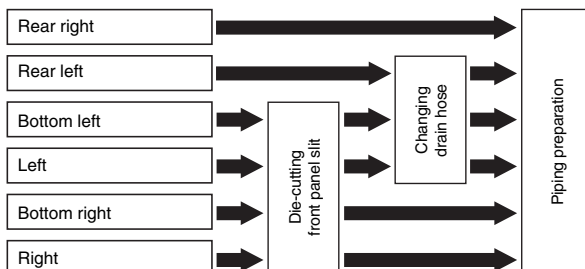 Rear right
Rear left
Bottom left
Left
Bottom right
Right
Die-cutting
front panel slit
Changing
drain hose
Piping preparation